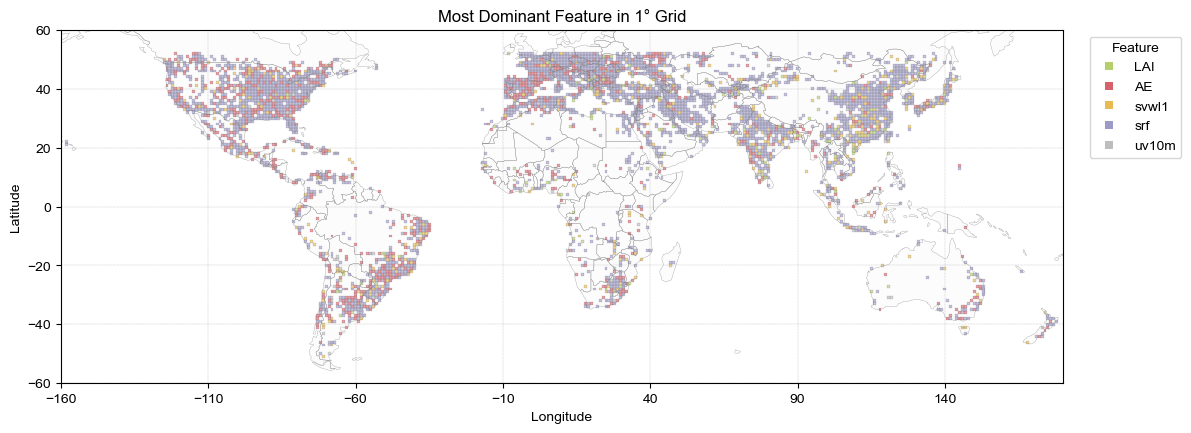 Most Dominant Feature in 1° Grid
60
40
20
0
−20
−40
−60
Latitude
−160
−110
−60
−10
40
90
140
Longitude
Feature
LAI
AE
svwl1
srf
uv10m